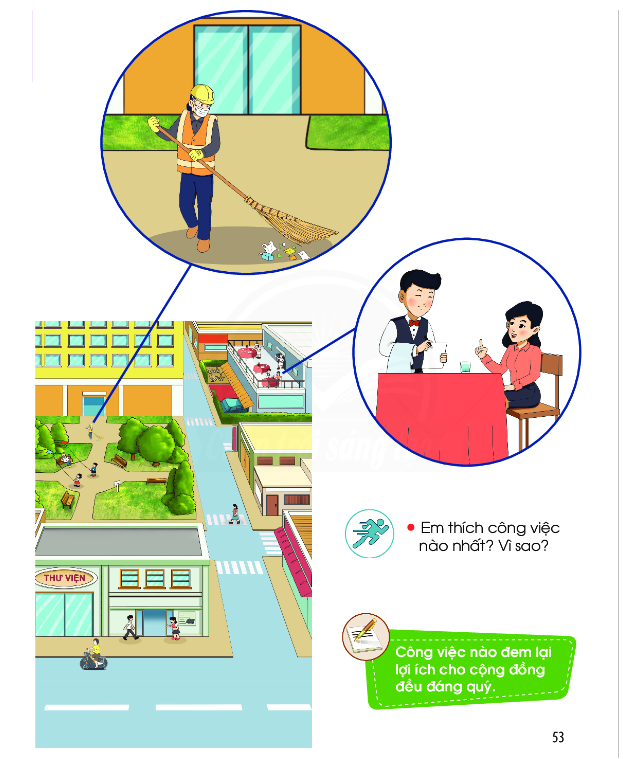 THƯ VIỆN
Em thích công việc
nào nhất? Vì sao?
Công việc nào đem lại
lợi ích cho cộng đồng
đều đáng quý.
53